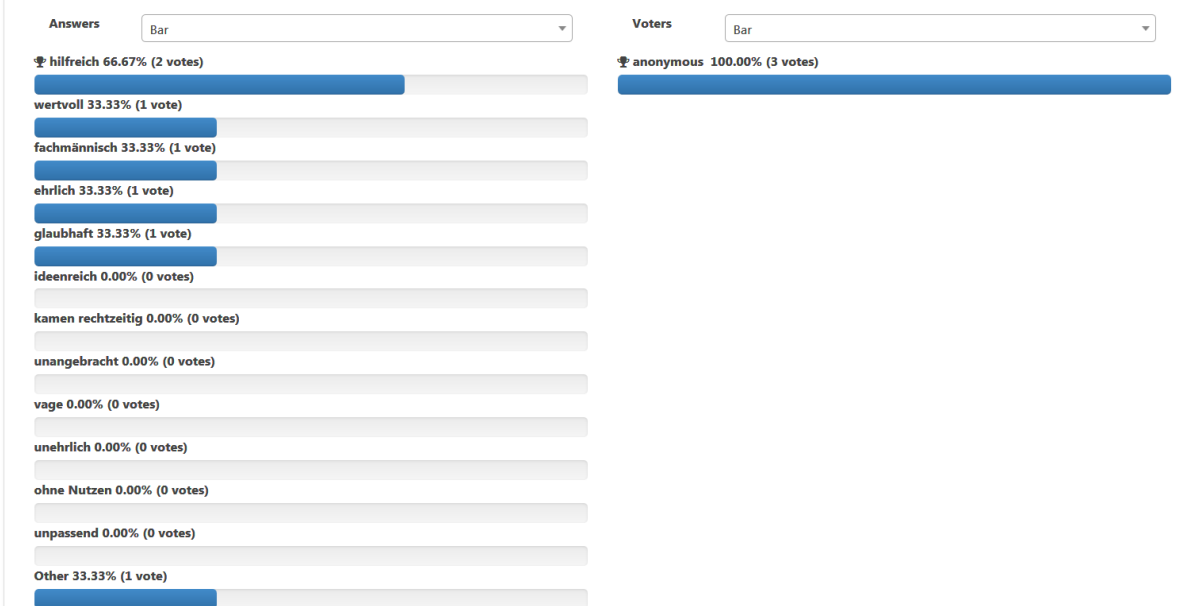 Answers
Bar
hilfreich 66.67% (2 votes)
wertvoll 33.33% (1 vote)
fachmännisch 33.33% (1 vote)
ehrlich 33.33% (1 vote)
glaubhaft 33.33% (1 vote)
ideenreich 0.00% (0 votes)
kamen rechtzeitig 0.00% (0 votes)
unangebracht 0.00% (0 votes)
vage 0.00% (0 votes)
unehrlich 0.00% (0 votes)
ohne Nutzen 0.00% (0 votes)
unpassend 0.00% (0 votes)
Other 33.33% (1 vote)
Voters
Bar
anonymous 100.00% (3 votes)